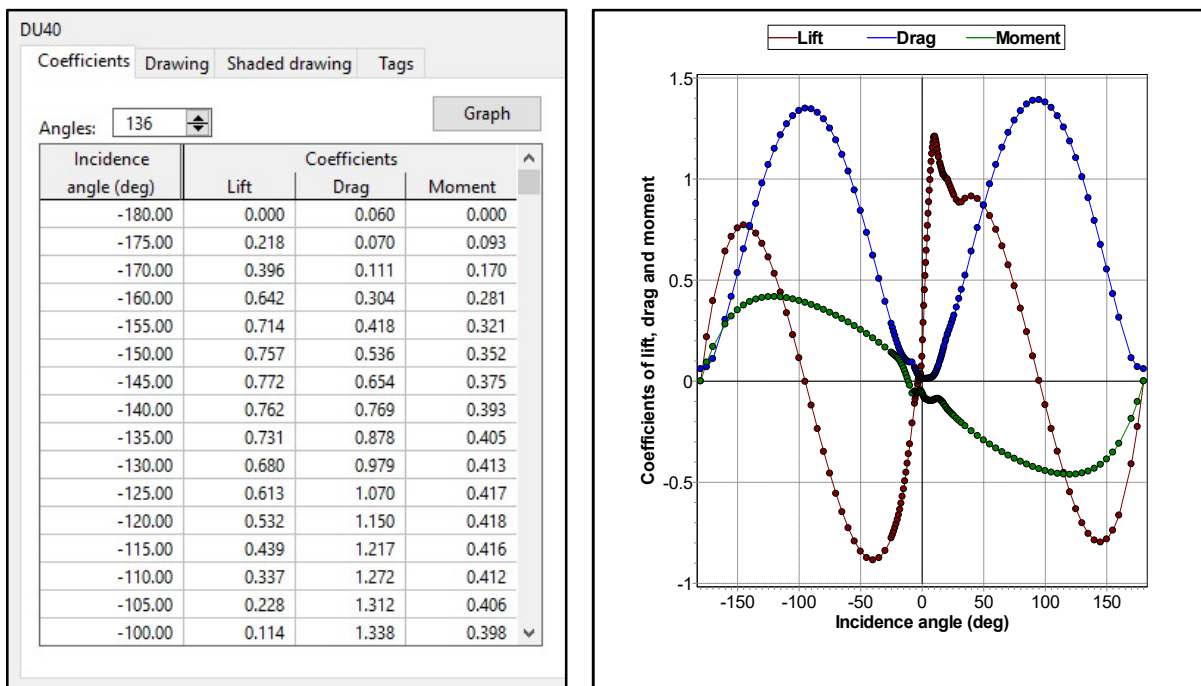 DU40
Coefficients Drawing Shaded drawing Tags
Angles: 136 Graph
Incidence Coefficients
angle (deg) Lift Drag Moment
-180.00 0.000 0.060 0.000
-175.00 0.218 0.070 0.093
-170.00 0.396 0.111 0.170
-160.00 0.642 0.304 0.281
-155.00 0.714 0.418 0.321
-150.00 0.757 0.536 0.352
-145.00 0.772 0.654 0.375
-140.00 0.762 0.769 0.393
-135.00 0.731 0.878 0.405
-130.00 0.680 0.979 0.413
-125.00 0.613 1.070 0.417
-120.00 0.532 1.150 0.418
-115.00 0.439 1.217 0.416
-110.00 0.337 1.272 0.412
-105.00 0.228 1.312 0.406
-100.00 0.114 1.338 0.398
Lift Drag Moment
Coefficients of lift, drag and moment
1.5
1
0.5
0
-0.5
-1
-150 -100 -50 0 50 100 150
Incidence angle (deg)